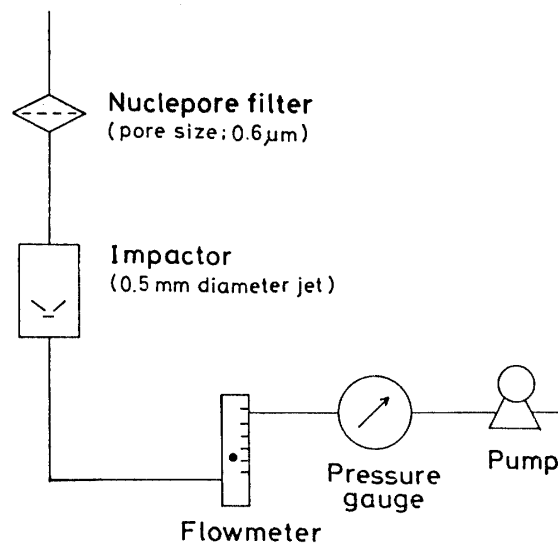 Nuclepore filter
(pore size; 0.6μm)
Impactor
(0.5 mm diameter jet)
Pressure
gauge
Pump
Flowmeter